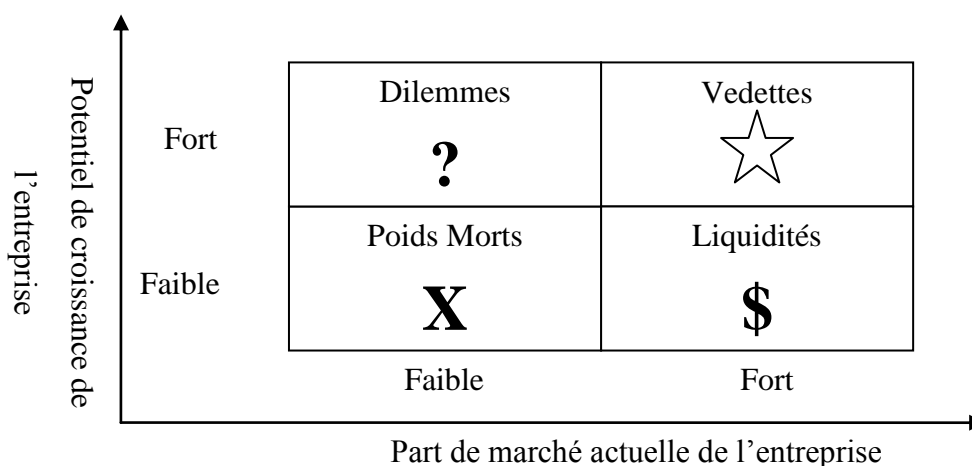 Potentiel de croissance de
l’entreprise
Fort
Faible
Dilemmes
?
Vedettes
Poids Morts
X
Liquidités
$
Faible
Fort
Part de marché actuelle de l’entreprise